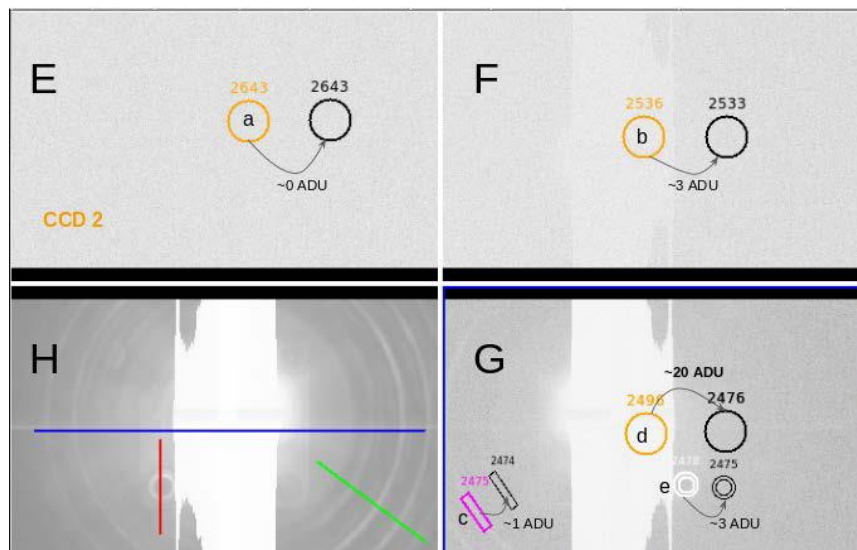 E
2643 2643
a
~0 ADU
CCD 2
F
2536 2533
b
~3 ADU
H
G
~20 ADU
2496 2476
d
2474
2475
c
~1 ADU
2478 2475
e
~3 ADU